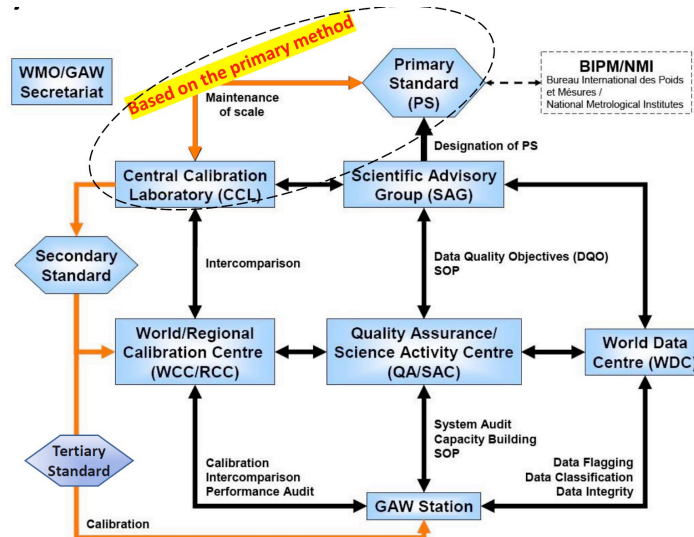 WMO/GAW
Secretariat
Based on the primary method
Primary
Standard
(PS)
BIPM/NMI
Bureau International des Poids
et Mésures /
National Metrological Institutes
Maintenance
of scale
Designation of PS
Central Calibration
Laboratory (CCL)
Scientific Advisory
Group (SAG)
Secondary
Standard
Intercomparison
Data Quality Objectives (DQO)
SOP
World/Regional
Calibration Centre
(WCC/RCC)
Quality Assurance/
Science Activity Centre
(QA/SAC)
World Data
Centre (WDC)
Tertiary
Standard
System Audit
Capacity Building
SOP
Calibration
Intercomparison
Performance Audit
Data Flagging
Data Classification
Data Integrity
GAW Station
Calibration